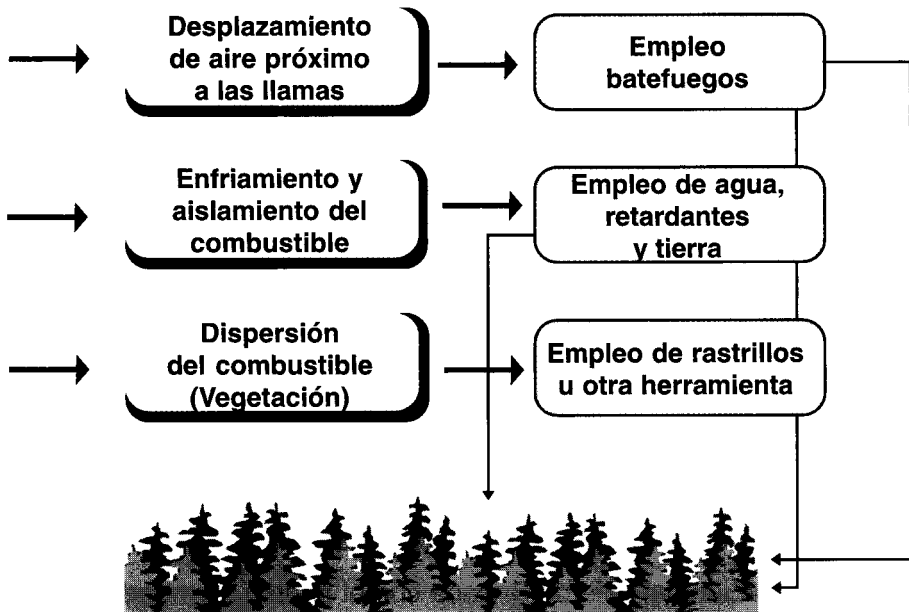 Desplazamiento
de aire próximo
a las llamas
Empleo
batefuegos
Enfriamiento y
aislamiento del
combustible
Empleo de agua,
retardantes
y tierra
Dispersión
del combustible
(Vegetación)
Empleo de rastrillos
u otra herramienta